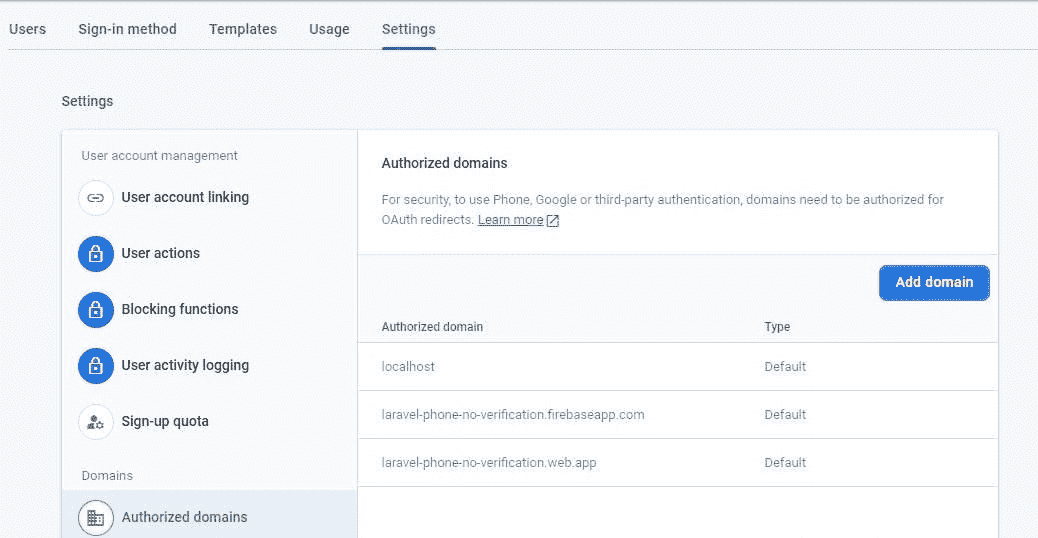 Users Sign-in method Templates Usage Settings
Settings
User account management
User account linking
User actions
Blocking functions
User activity logging
Sign-up quota
Domains
Authorized domains
Authorized domains
For security, to use Phone, Google or third-party authentication, domains need to be authorized for
OAuth redirects. Learn more
Add domain
Authorized domain Type
localhost Default
laravel-phone-no-verification.firebaseapp.com Default
laravel-phone-no-verification.web.app Default